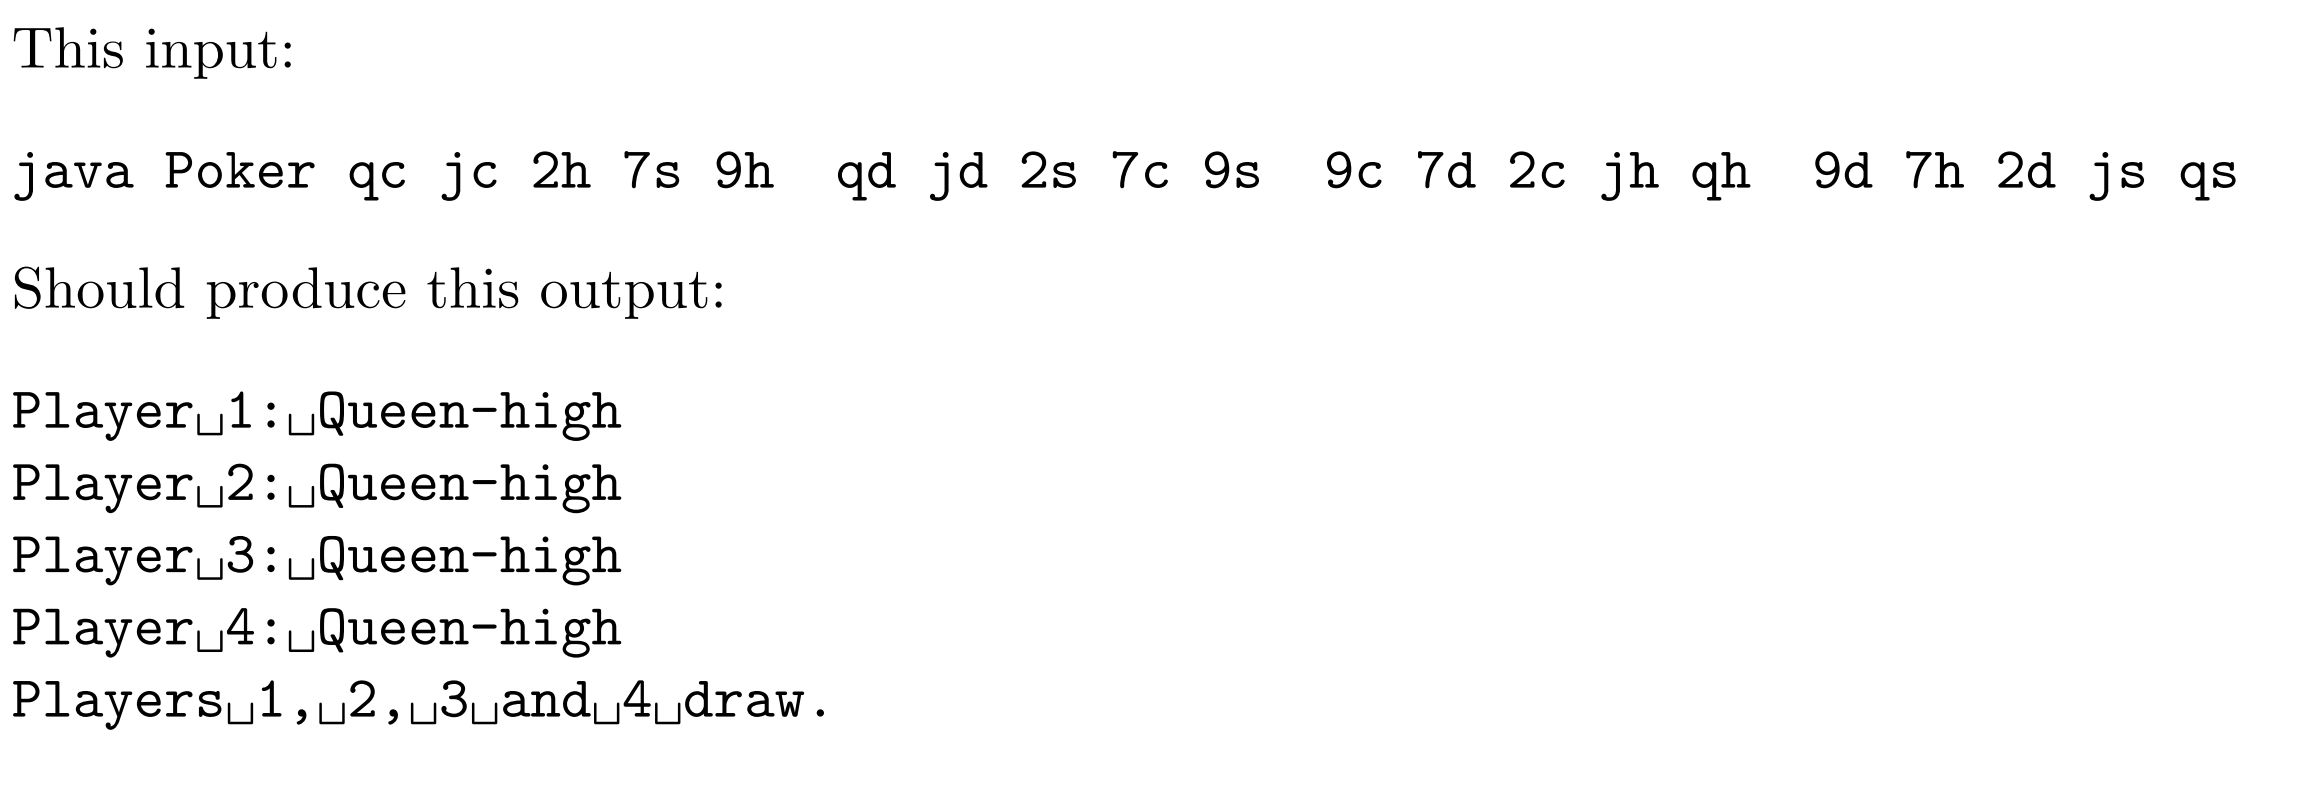 This input:
java Poker qc jc 2h 7s 9h  qd jd 2s 7c 9s  9c 7d 2c jh qh  9d 7h 2d js qs
Should produce this output:
Player␣1:␣Queen-high
Player␣2:␣Queen-high
Player␣3:␣Queen-high
Player␣4:␣Queen-high
Players␣1,␣2,␣3␣and␣4␣draw.